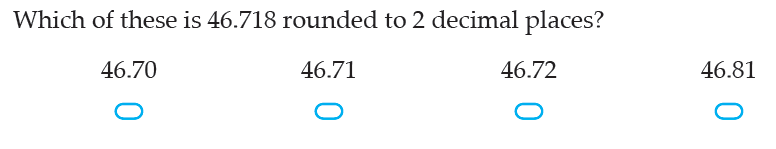 Which of these is 46.718 rounded to 2 decimal places?
46.70 46.71 46.72 46.81